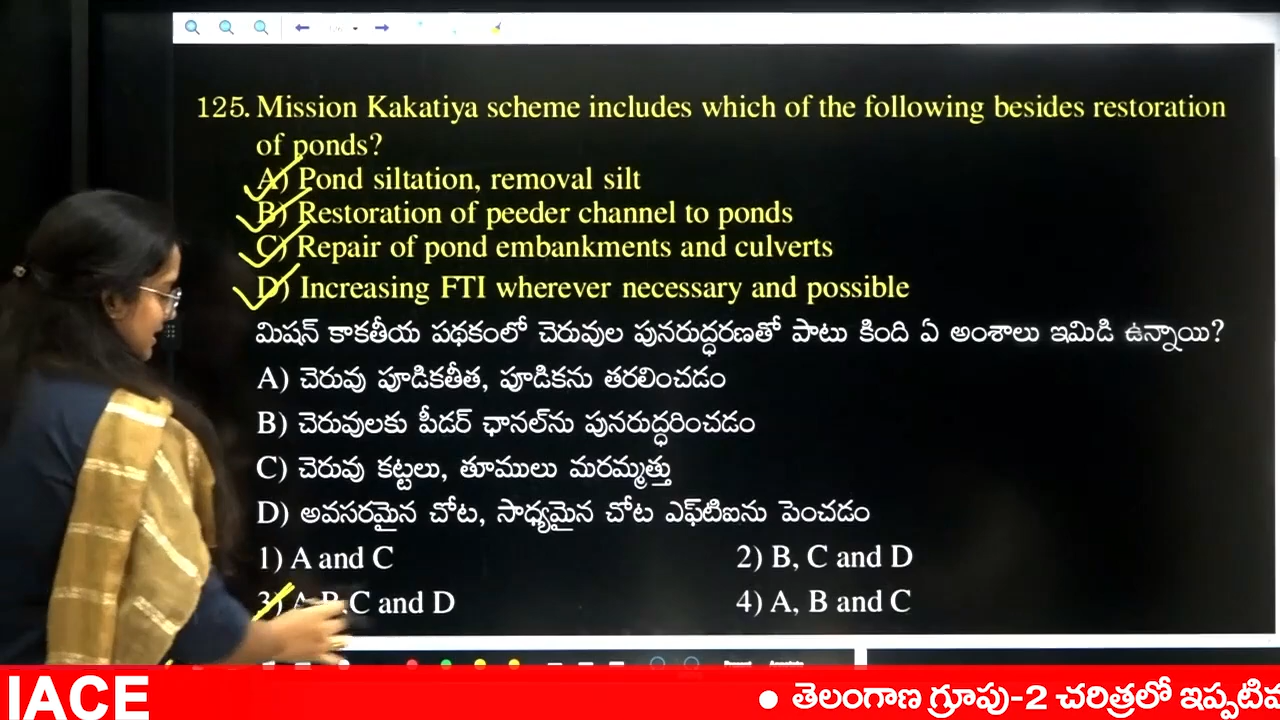 125. Mission Kakatiya scheme includes which of the following besides restoration
of ponds?
A) Pond siltation, removal silt
B) Restoration of peeder channel to ponds
C) Repair of pond embankments and culverts
D) Increasing FTI wherever necessary and possible
మిషన్ కాకతీయ పథకంలో చెరువుల పునరుద్ధరణతో పాటు కింది ఏ అంశాలు ఇమిడి ఉన్నాయి?
A) చెరువు పూడికతీత, పూడికను తరలించడం
B) చెరువులకు పీడర్ ఛానల్‌ను పునరుద్ధరించడం
C) చెరువు కట్టలు, తూములు మరమ్మత్తు
D) అవసరమైన చోట, సాధ్యమైన చోట ఎఫ్‌టిఐను పెంచడం
1) A and C 2) B, C and D
3) A, B, C and D 4) A, B and C
IACE ● తెలంగాణ గ్రూపు-2 చరిత్రలో